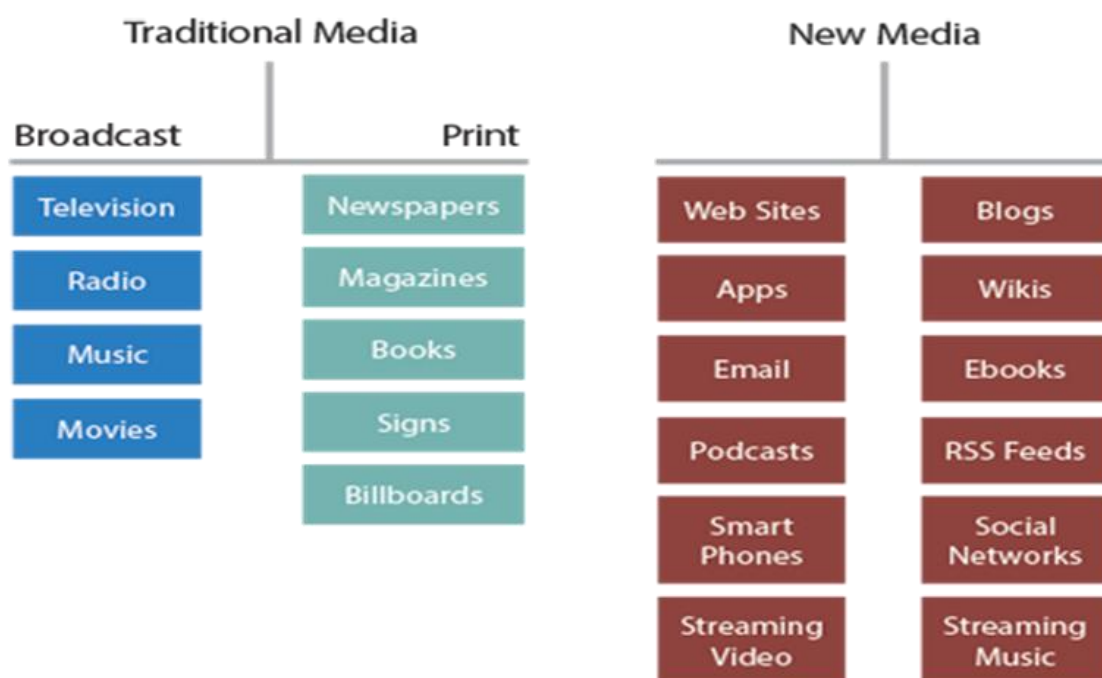 Traditional Media
Broadcast
Print
Television
Radio
Music
Movies
Newspapers
Magazines
Books
Signs
Billboards
New Media
Web Sites
Apps
Email
Podcasts
Smart
Phones
Streaming
Video
Blogs
Wikis
Ebooks
RSS Feeds
Social
Networks
Streaming
Music